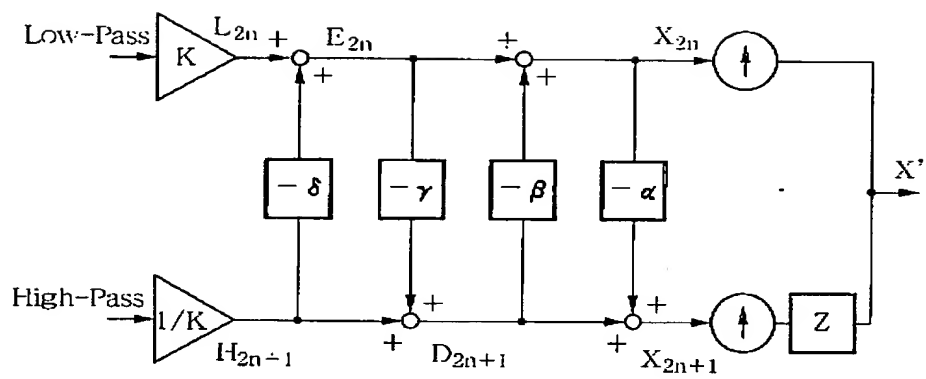 Low-Pass
K
L2n
+
+
E2n
+
+
X2n
- δ
- γ
- β
- α
X'
High-Pass
1/K
H2n+1
+
+
D2n+1
+
+
X2n+1
Z